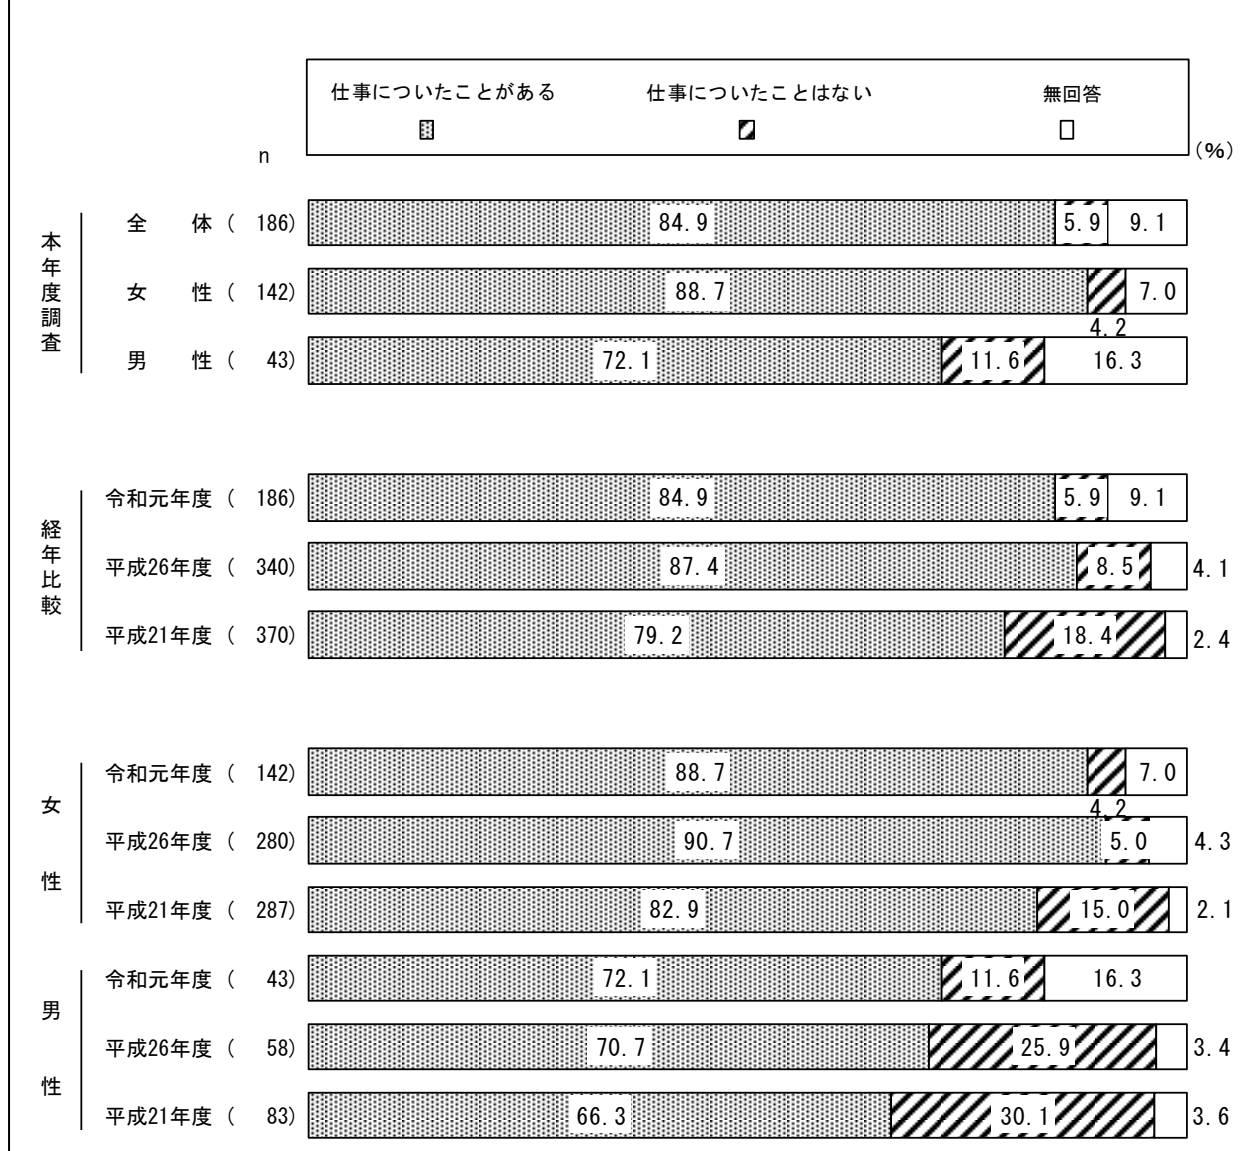 仕事についたことがある 仕事についたことはない 無回答
n
(%)
本年度調査
全 体 ( 186) 84.9 5.9 9.1
女 性 ( 142) 88.7 4.2 7.0
男 性 ( 43) 72.1 11.6 16.3
経年比較
令和元年度 ( 186) 84.9 5.9 9.1
平成26年度 ( 340) 87.4 8.5 4.1
平成21年度 ( 370) 79.2 18.4 2.4
女 性
令和元年度 ( 142) 88.7 4.2 7.0
平成26年度 ( 280) 90.7 5.0 4.3
平成21年度 ( 287) 82.9 15.0 2.1
男 性
令和元年度 ( 43) 72.1 11.6 16.3
平成26年度 ( 58) 70.7 25.9 3.4
平成21年度 ( 83) 66.3 30.1 3.6